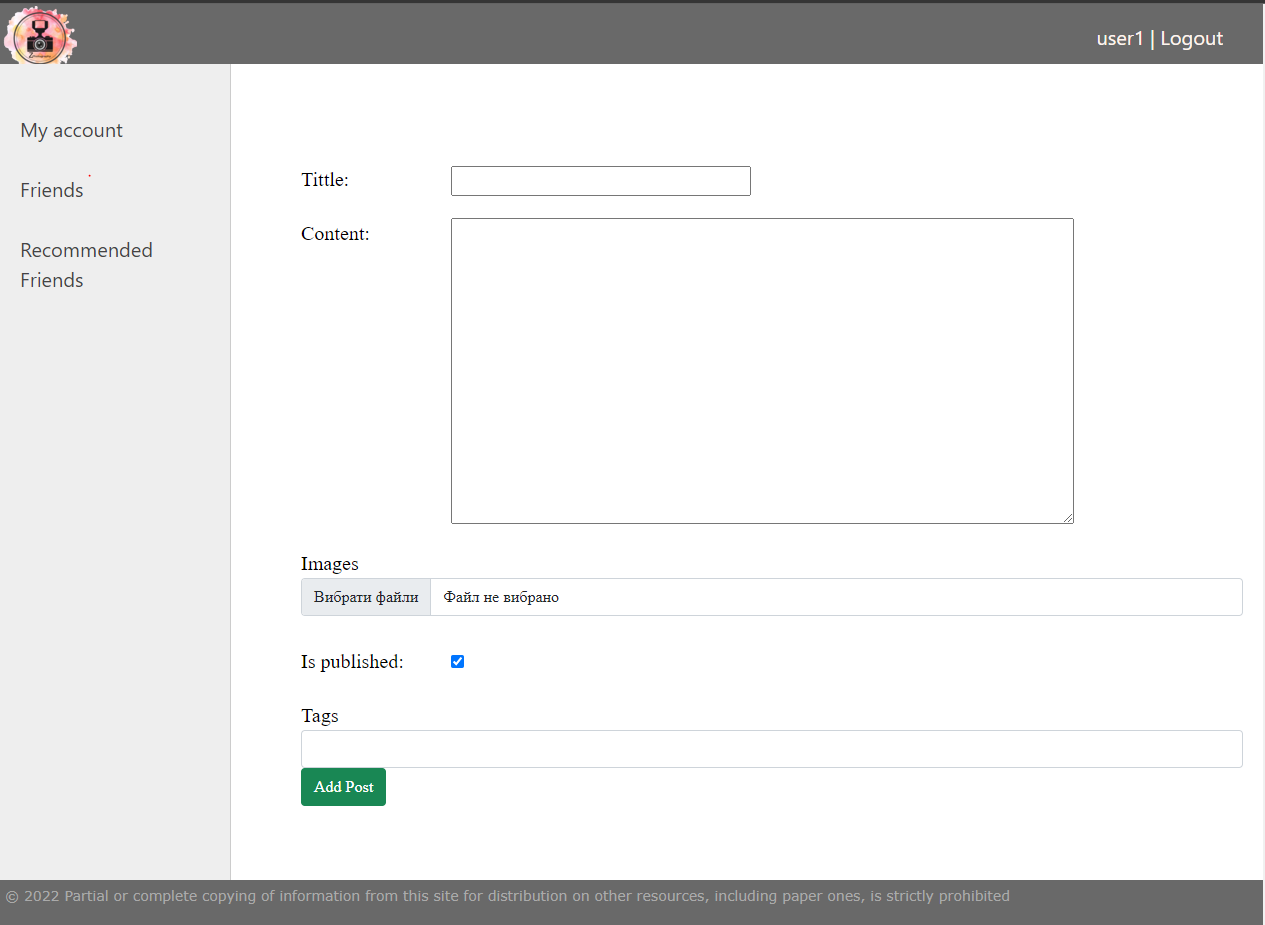 user1 | Logout
My account
Friends
Recommended
Friends
Tittle:
Content:
Images
Вибрати файли Файл не вибрано
Is published:
Tags
Add Post
© 2022 Partial or complete copying of information from this site for distribution on other resources, including paper ones, is strictly prohibited